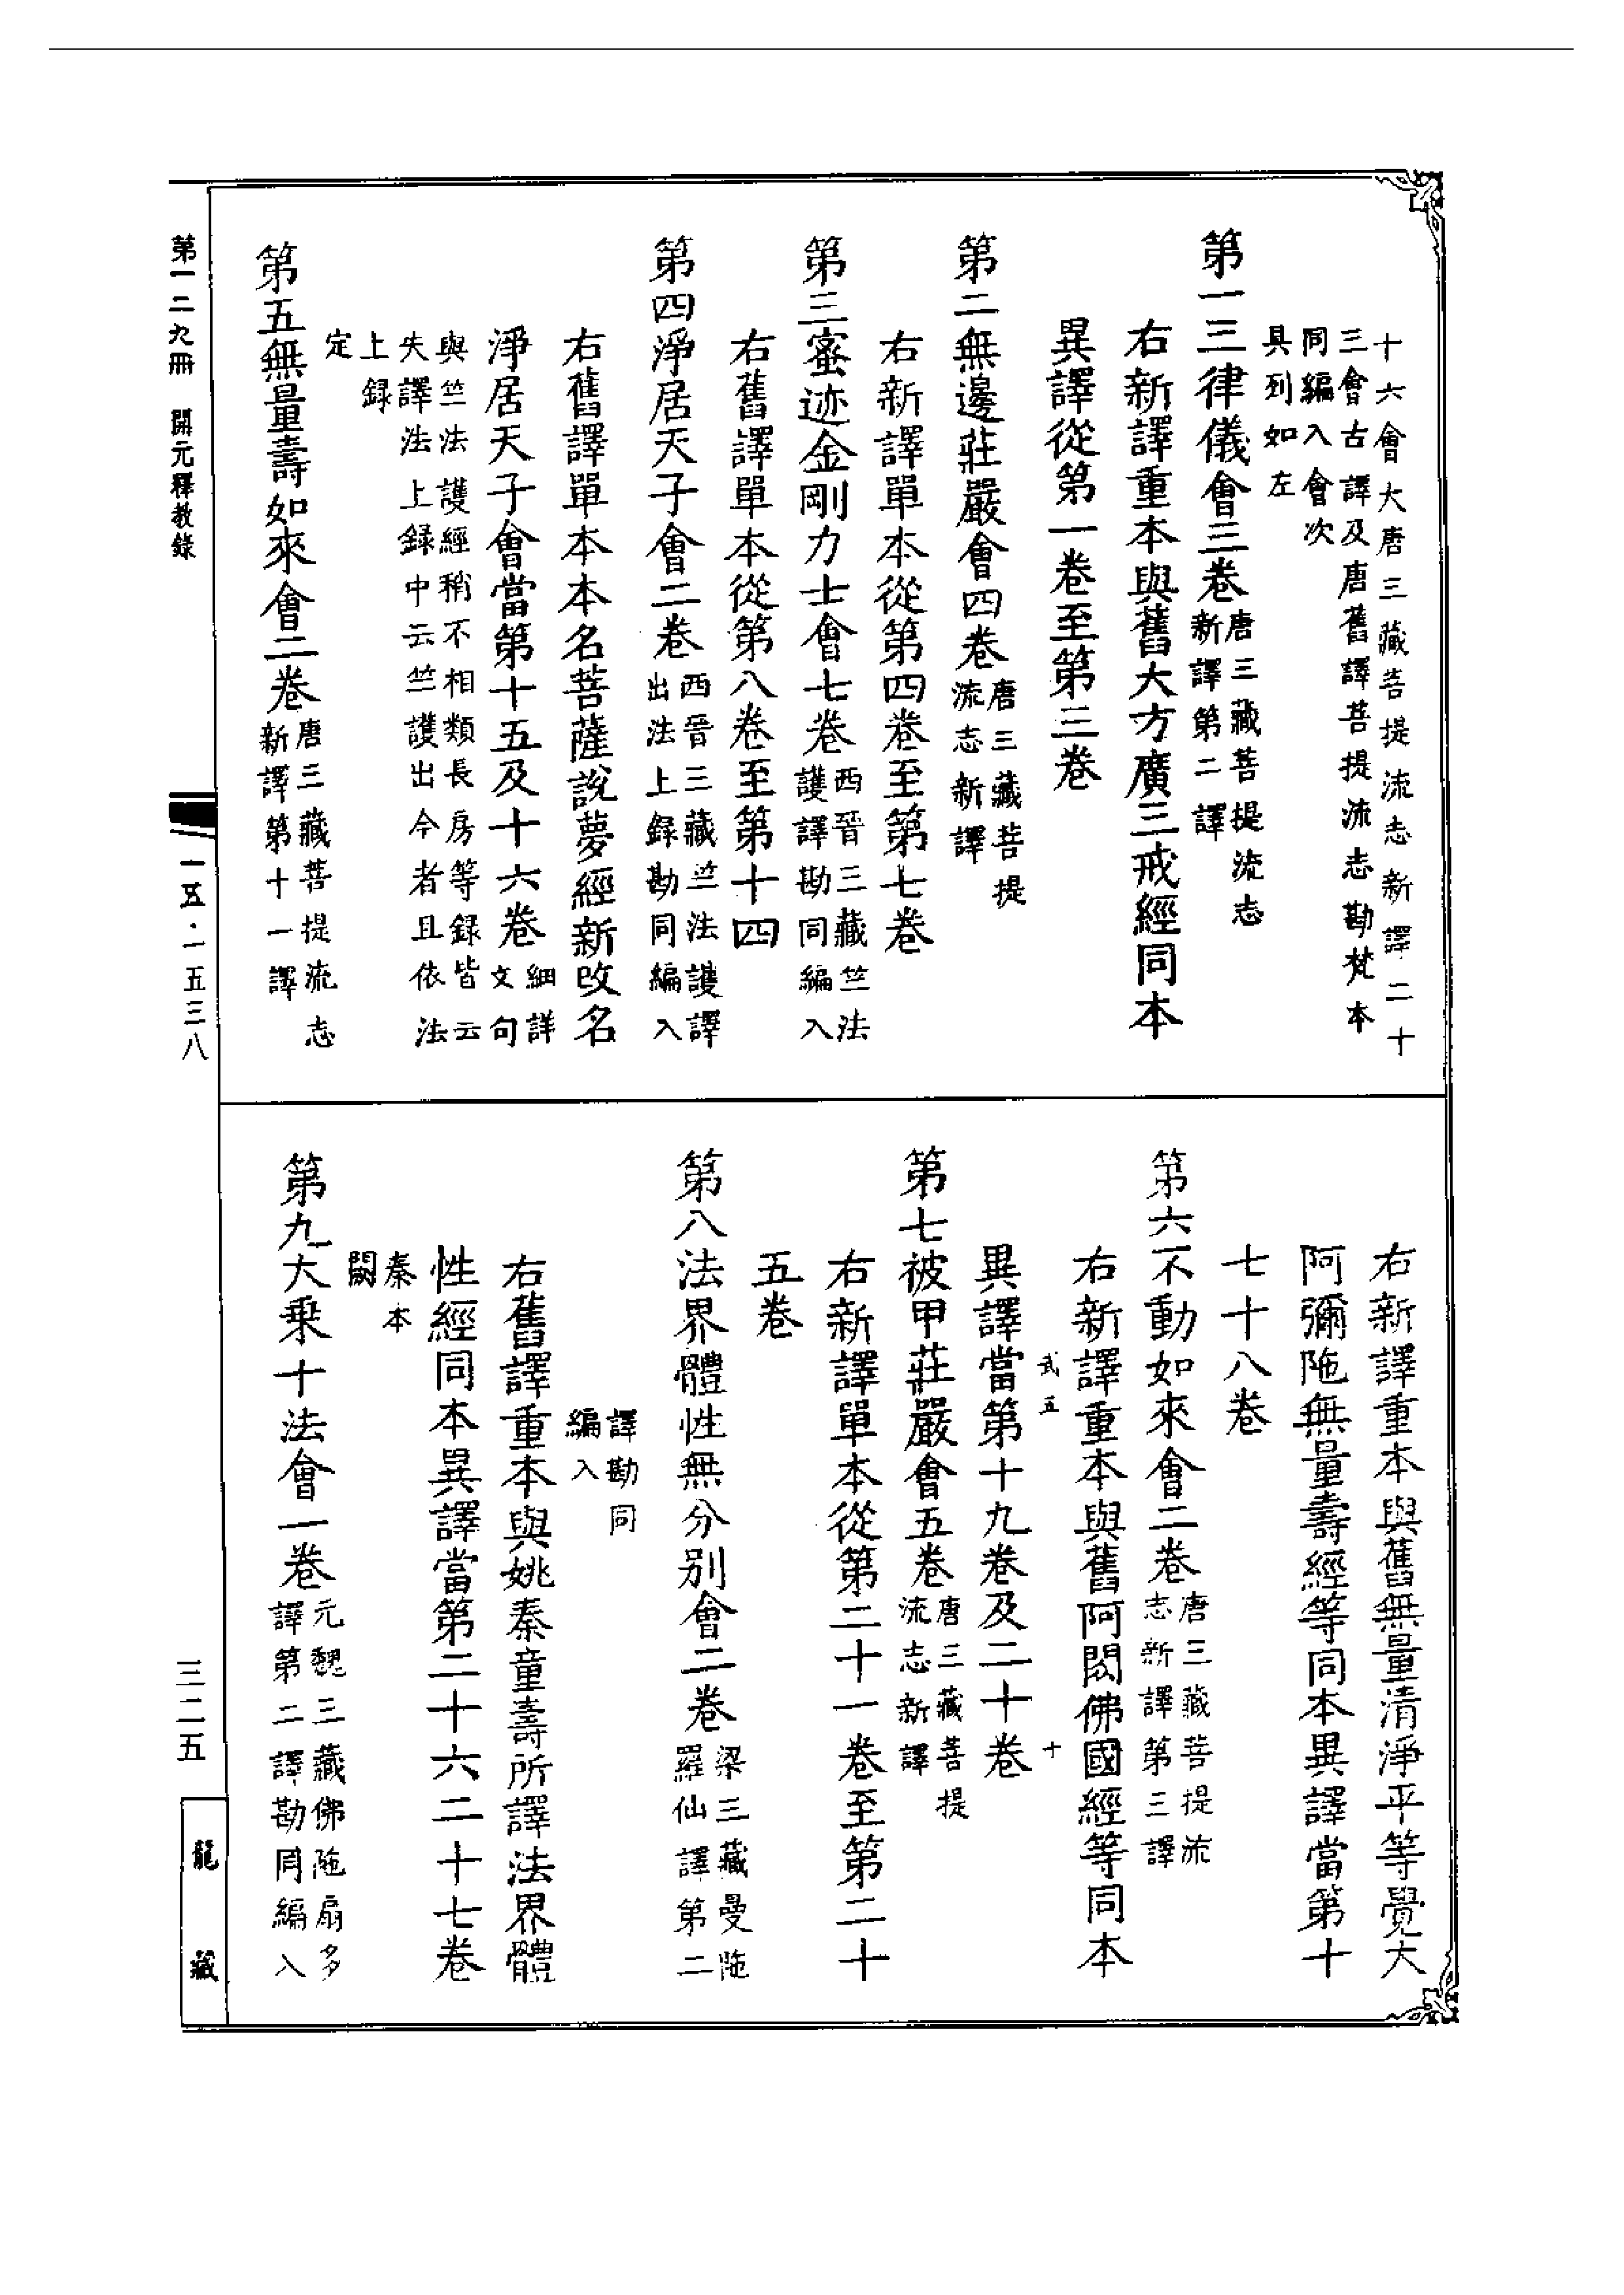 十六會大唐三藏菩提流志新譯二十
三會古譯及唐舊譯菩提流志勘梵本
同編入會次
具列如左
第一三律儀會三卷唐三藏菩提流志
新譯第二譯
右新譯重本與舊大方廣三戒經同本
異譯從第一卷至第三卷
第二無邊莊嚴會四卷唐三藏菩提
流志新譯
右新譯單本從第四卷至第七卷
第三蜜迹金剛力士會七卷西晉三藏竺法
護譯勘同編入
右舊譯單本從第八卷至第十四
第四淨居天子會二卷西晉三藏竺法護譯
出法上録勘同編入
右舊譯單本本名菩薩說夢經新改名
淨居天子會當第十五及十六卷細詳
文句
與竺法護經稍不相類長房等録皆云
失譯法上録中云竺護出今者且依法
上録
定
第五無量壽如來會二卷唐三藏菩提流志
新譯第十一譯
右新譯重本與舊無量清淨平等覺大
阿彌陁無量壽經等同本異譯當第十
七十八卷
第六不動如來會二卷唐三藏菩提流
志新譯第三譯
右新譯重本與舊阿閦佛國經等同本
武五 十
異譯當第十九卷及二十卷
第七被甲莊嚴會五卷唐三藏菩提
流志新譯
右新譯單本從第二十一卷至第二十
五卷
第八法界體性無分别會二卷梁三藏曼陁
羅仙譯第二
譯勘同
編入
右舊譯重本與姚秦童壽所譯法界體
性經同本異譯當第二十六二十七卷
秦本
闕
第九大乗十法會一卷元魏三藏佛陁扇多
譯第二譯勘同編入
第一二九冊 開元釋教錄
一五·一五三八
三二五
龍藏